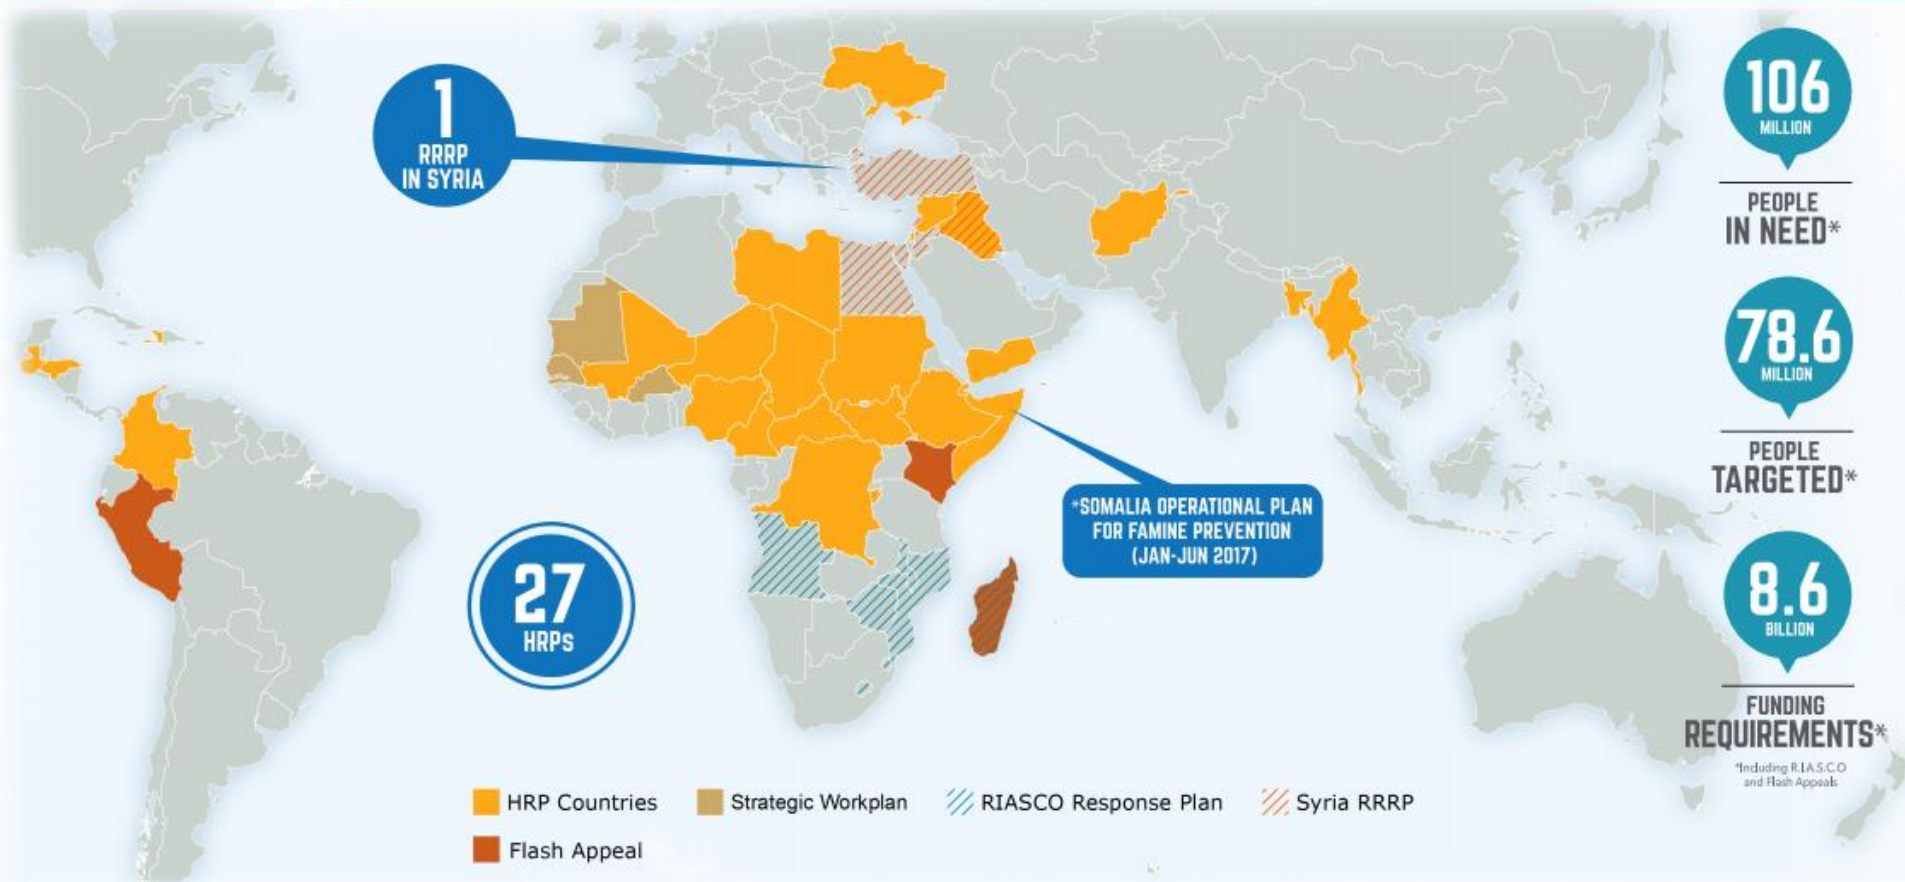 1
RRRP
IN SYRIA
106
MILLION
PEOPLE
IN NEED*
78.6
MILLION
PEOPLE
TARGETED*
*SOMALIA OPERATIONAL PLAN
FOR FAMINE PREVENTION
(JAN-JUN 2017)
27
HRPS
8.6
BILLION
FUNDING
REQUIREMENTS*
*Including R.I.A.S.C.O
and Flash Appeals
HRP Countries
Strategic Workplan
RIASCO Response Plan
Syria RRRP
Flash Appeal